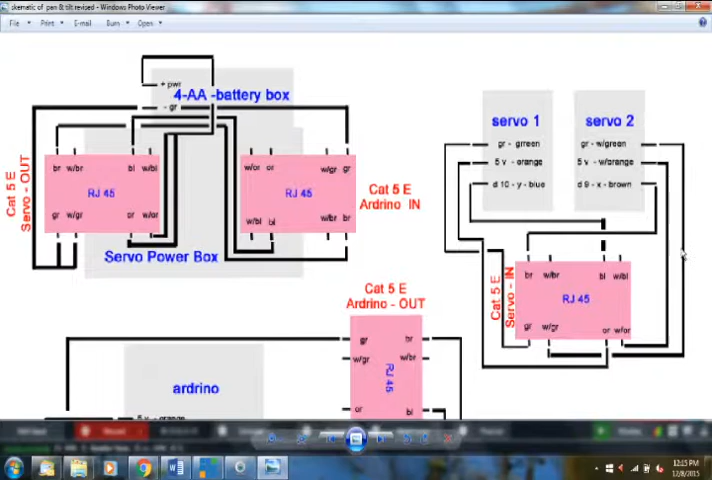 skematic of pan & tilt revised - Windows Photo Viewer
File Print E-mail Burn Open
+ pwr
4-AA -battery box
- gr
br w/br bl w/bl
RJ 45
gr w/gr or w/or
Cat 5 E
Servo - OUT
w/or or w/gr gr
RJ 45
w/bl bl w/br br
Cat 5 E
Ardrino IN
Servo Power Box
servo 1
gr - grreen
5 v - orange
d 10 - y - blue
servo 2
gr - w/green
5 v - w/orange
d 9 - x - brown
Cat 5 E
Servo - IN
br w/br bl w/bl
RJ 45
gr w/gr or w/or
Cat 5 E
Ardrino - OUT
gr br
w/gr w/br
RJ 45
or bl
ardrino
5 v - orange
12:15 PM
12/8/2015